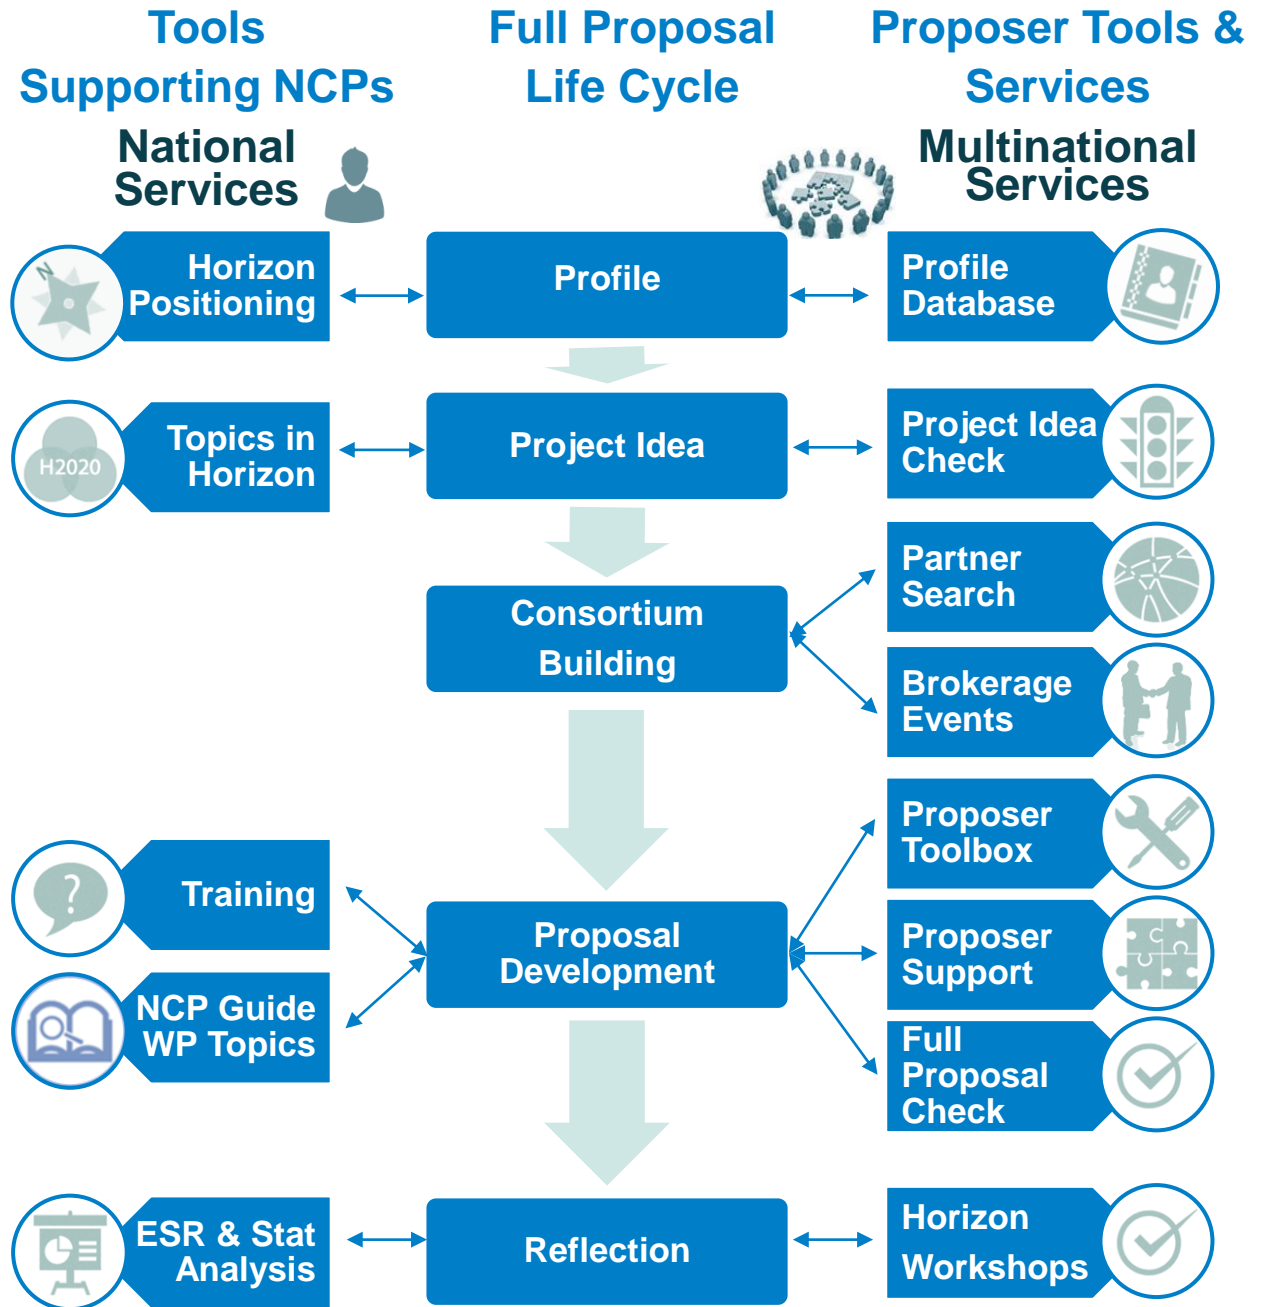 Tools
Supporting NCPs
Full Proposal
Life Cycle
Proposer Tools &
Services
National
Services
Multinational
Services
N
Horizon
Positioning
Profile
Profile
Database
H2020
Topics in
Horizon
Project Idea
Project Idea
Check
Consortium
Building
Partner
Search
Brokerage
Events
?
Training
NCP Guide
WP Topics
Proposal
Development
Proposer
Toolbox
Proposer
Support
Full
Proposal
Check
ESR & Stat
Analysis
Reflection
Horizon
Workshops